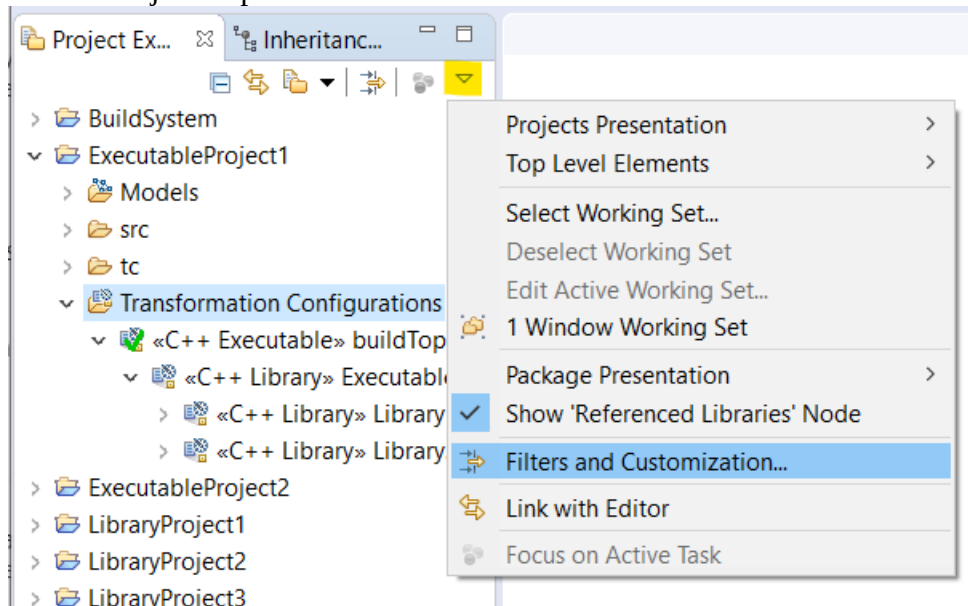 Project Ex...
Inheritanc...
BuildSystem
ExecutableProject1
Models
src
tc
Transformation Configurations
«C++ Executable» buildTop
«C++ Library» Executabl
«C++ Library» Library
«C++ Library» Library
ExecutableProject2
LibraryProject1
LibraryProject2
LibraryProject3
Projects Presentation
Top Level Elements
Select Working Set...
Deselect Working Set
Edit Active Working Set...
1 Window Working Set
Package Presentation
Show 'Referenced Libraries' Node
Filters and Customization...
Link with Editor
Focus on Active Task